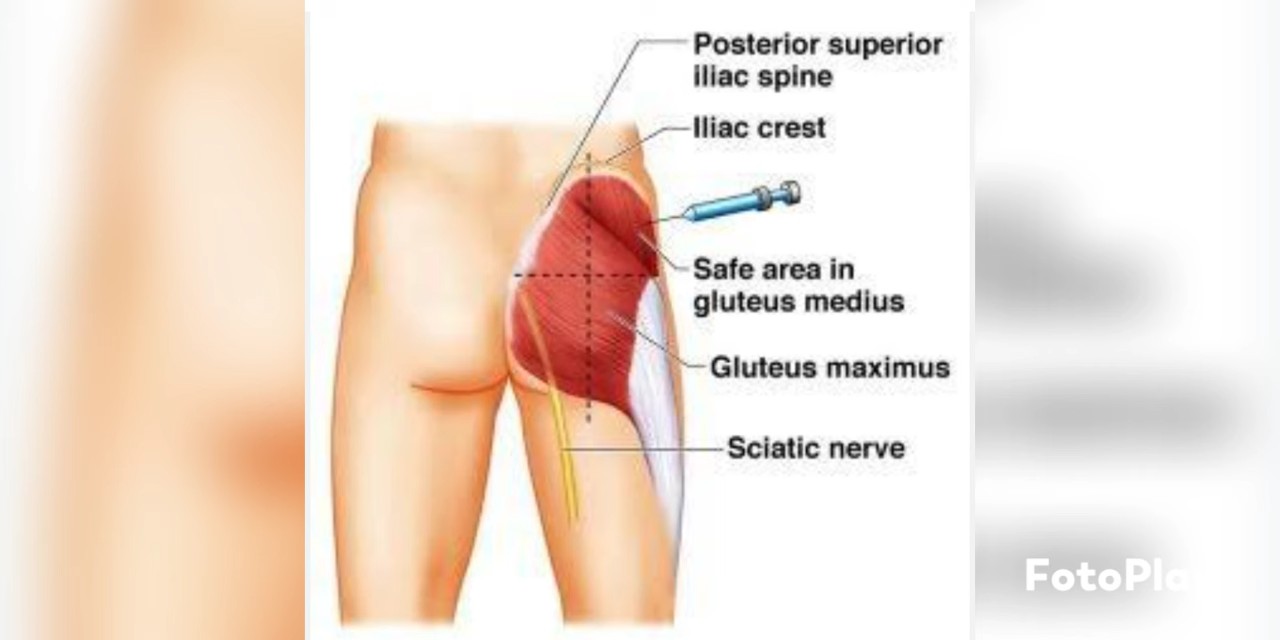 Posterior superior
iliac spine
Iliac crest
Safe area in
gluteus medius
Gluteus maximus
Sciatic nerve